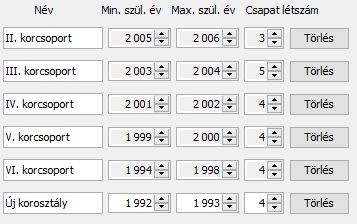 Név Min. szül. év Max. szül. év Csapat létszám
II. korcsoport 2 005 2 006 3 Törlés
III. korcsoport 2 003 2 004 5 Törlés
IV. korcsoport 2 001 2 002 4 Törlés
V. korcsoport 1 999 2 000 4 Törlés
VI. korcsoport 1 994 1 998 4 Törlés
Új korosztály 1 992 1 993 4 Törlés